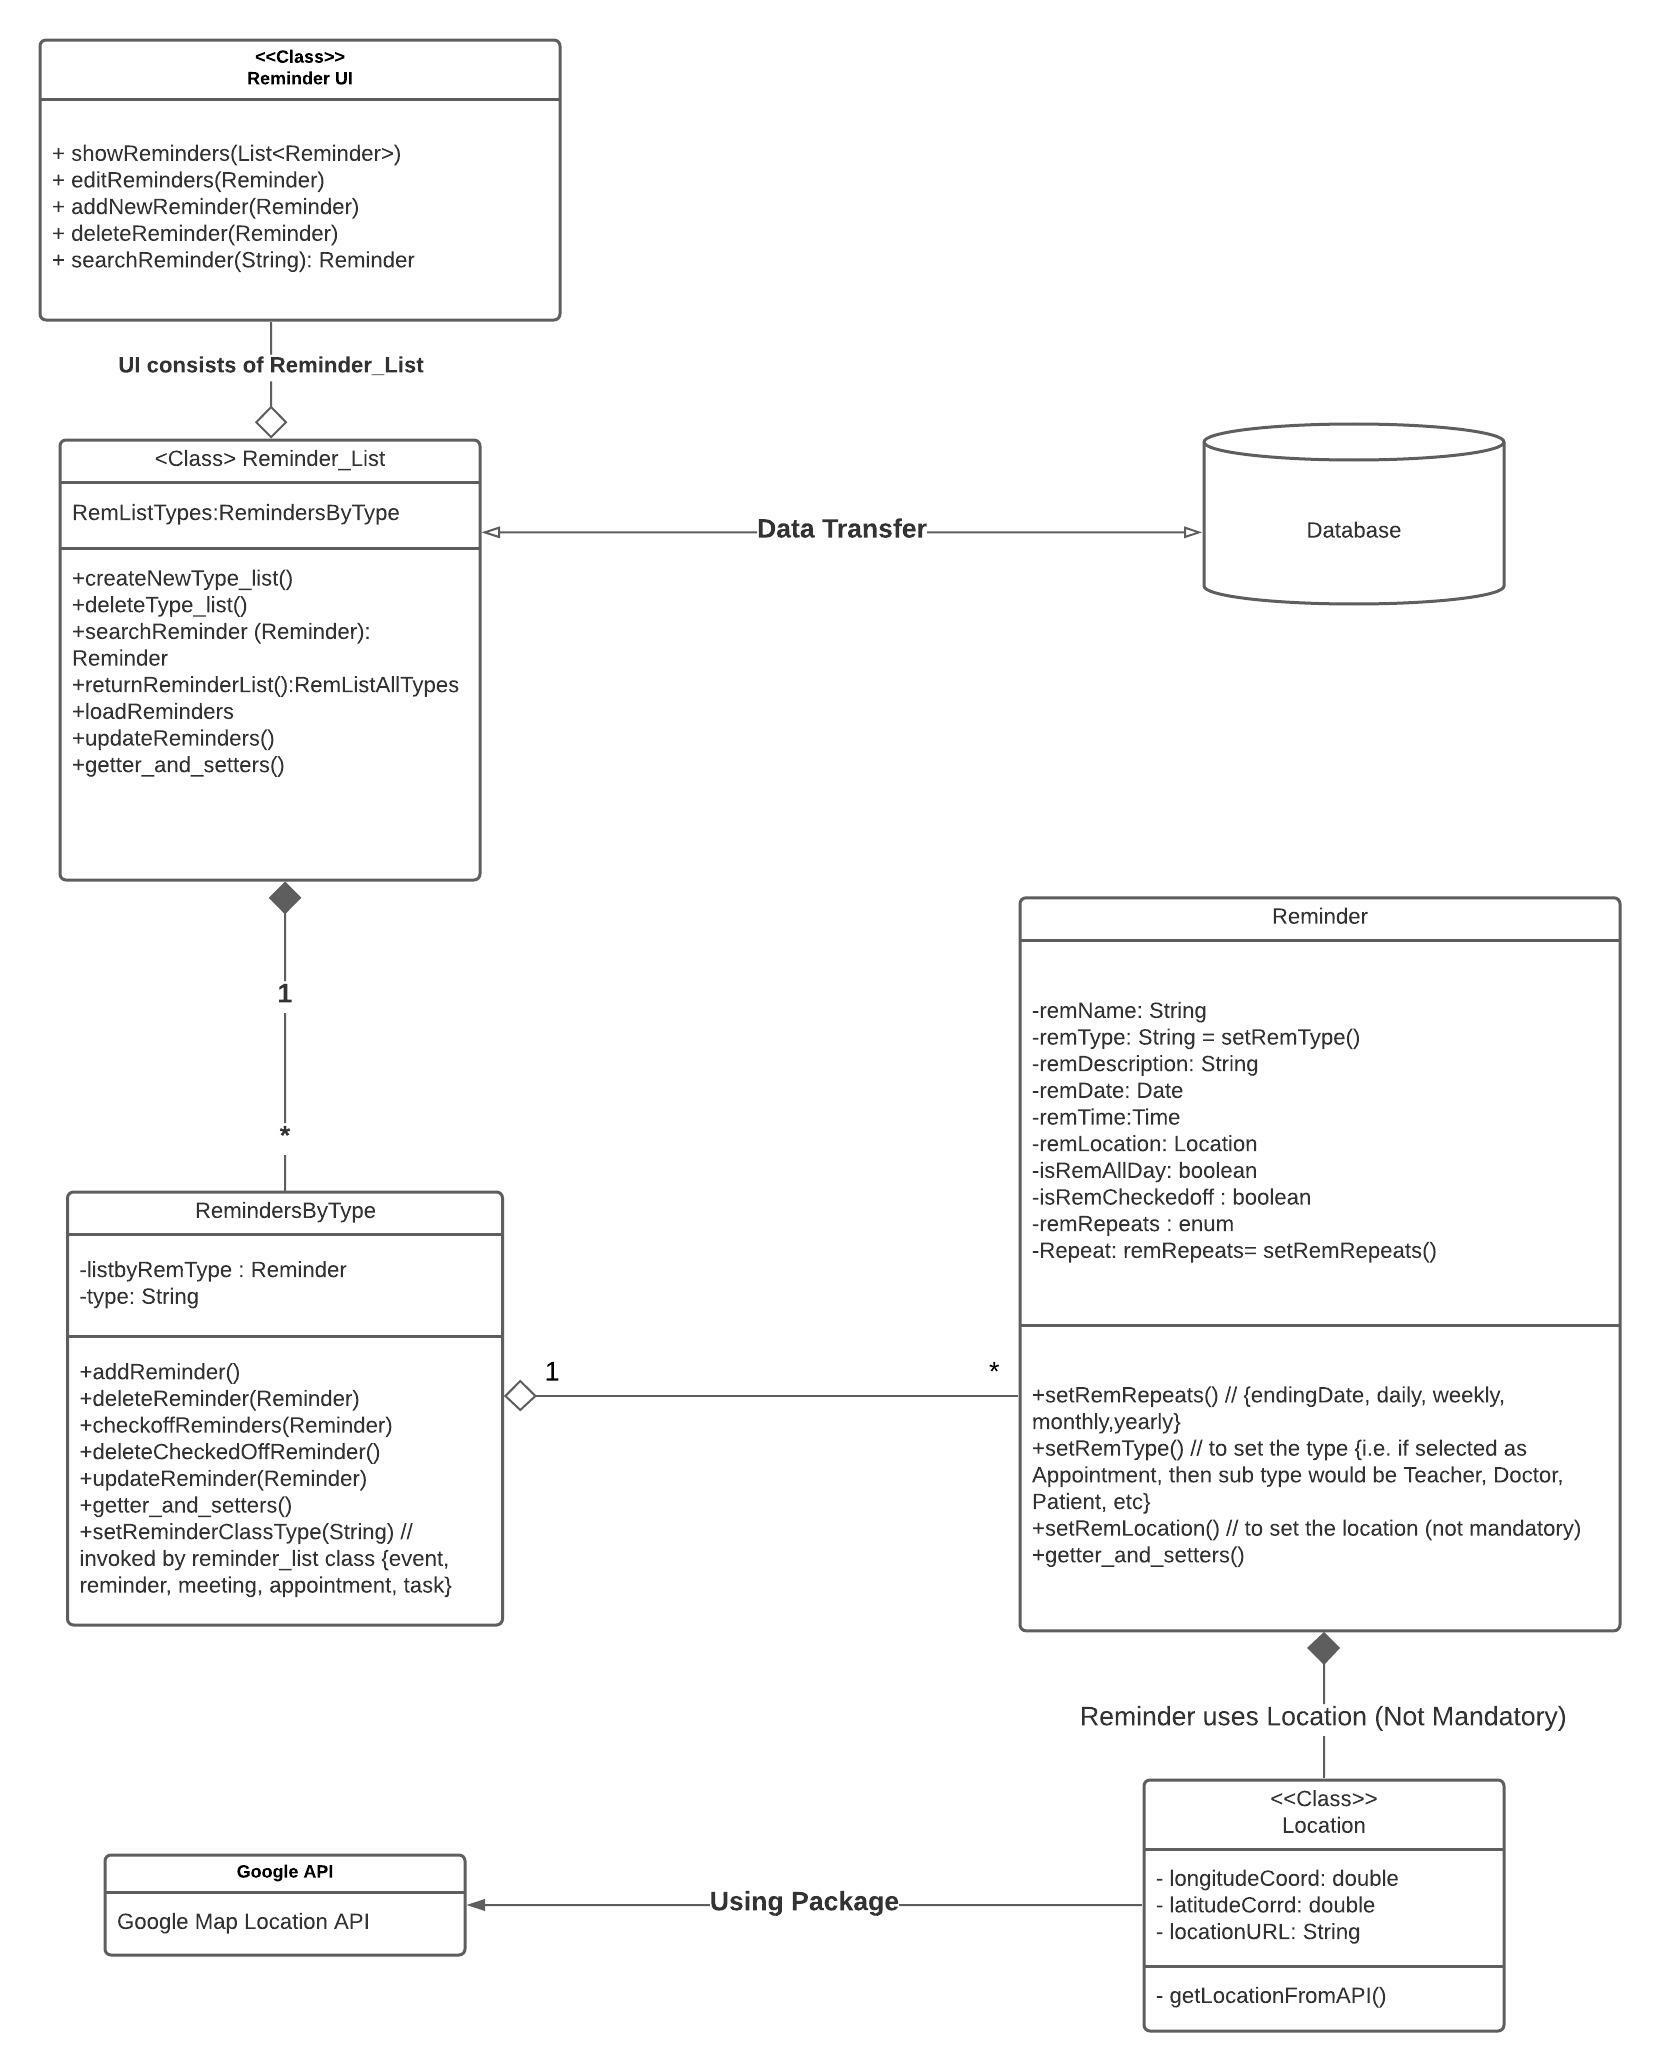 <<Class>>
Reminder UI
+ showReminders(List<Reminder>)
+ editReminders(Reminder)
+ addNewReminder(Reminder)
+ deleteReminder(Reminder)
+ searchReminder(String): Reminder
UI consists of Reminder_List
<Class> Reminder_List
RemListTypes:RemindersByType
+createNewType_list()
+deleteType_list()
+searchReminder (Reminder):
Reminder
+returnReminderList():RemListAllTypes
+loadReminders
+updateReminders()
+getter_and_setters()
Data Transfer
Database
1
*
RemindersByType
-listbyRemType : Reminder
-type: String
+addReminder()
+deleteReminder(Reminder)
+checkoffReminders(Reminder)
+deleteCheckedOffReminder()
+updateReminder(Reminder)
+getter_and_setters()
+setReminderClassType(String) //
invoked by reminder_list class {event,
reminder, meeting, appointment, task}
1
*
Reminder
-remName: String
-remType: String = setRemType()
-remDescription: String
-remDate: Date
-remTime:Time
-remLocation: Location
-isRemAllDay: boolean
-isRemCheckedoff : boolean
-remRepeats : enum
-Repeat: remRepeats= setRemRepeats()
+setRemRepeats() // {endingDate, daily, weekly,
monthly,yearly}
+setRemType() // to set the type {i.e. if selected as
Appointment, then sub type would be Teacher, Doctor,
Patient, etc}
+setRemLocation() // to set the location (not mandatory)
+getter_and_setters()
Reminder uses Location (Not Mandatory)
<<Class>>
Location
- longitudeCoord: double
- latitudeCorrd: double
- locationURL: String
- getLocationFromAPI()
Using Package
Google API
Google Map Location API